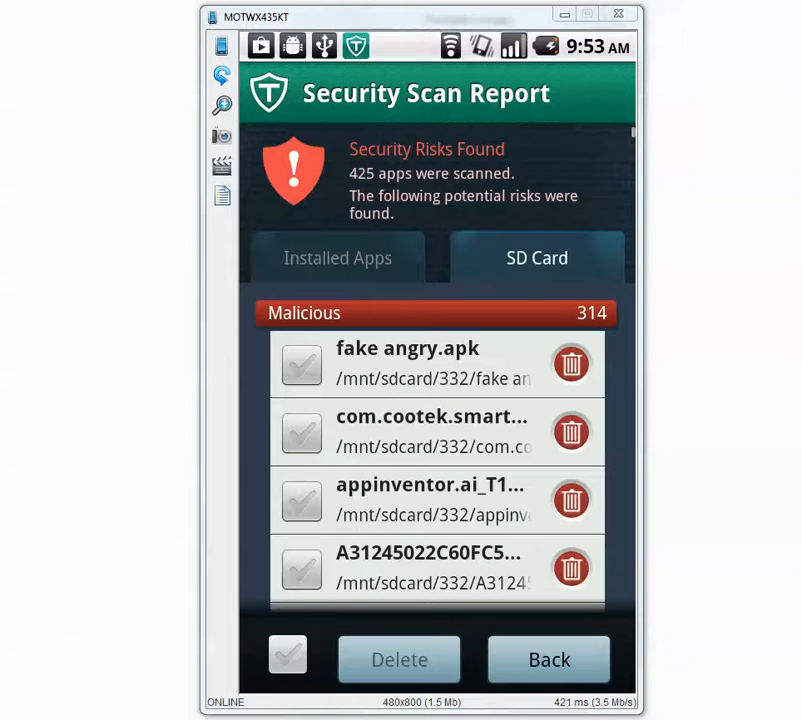 MOTWX435KT
9:53 AM
T
Security Scan Report
Security Risks Found
425 apps were scanned.
The following potential risks were
found.
Installed Apps
SD Card
Malicious 314
fake angry.apk
/mnt/sdcard/332/fake an
com.cootek.smart...
/mnt/sdcard/332/com.co
appinventor.ai_T1...
/mnt/sdcard/332/appinv
A31245022C60FC5...
/mnt/sdcard/332/A3124
Delete
Back
ONLINE 480x800 (1.5 Mb) 421 ms (3.5 Mb/s)